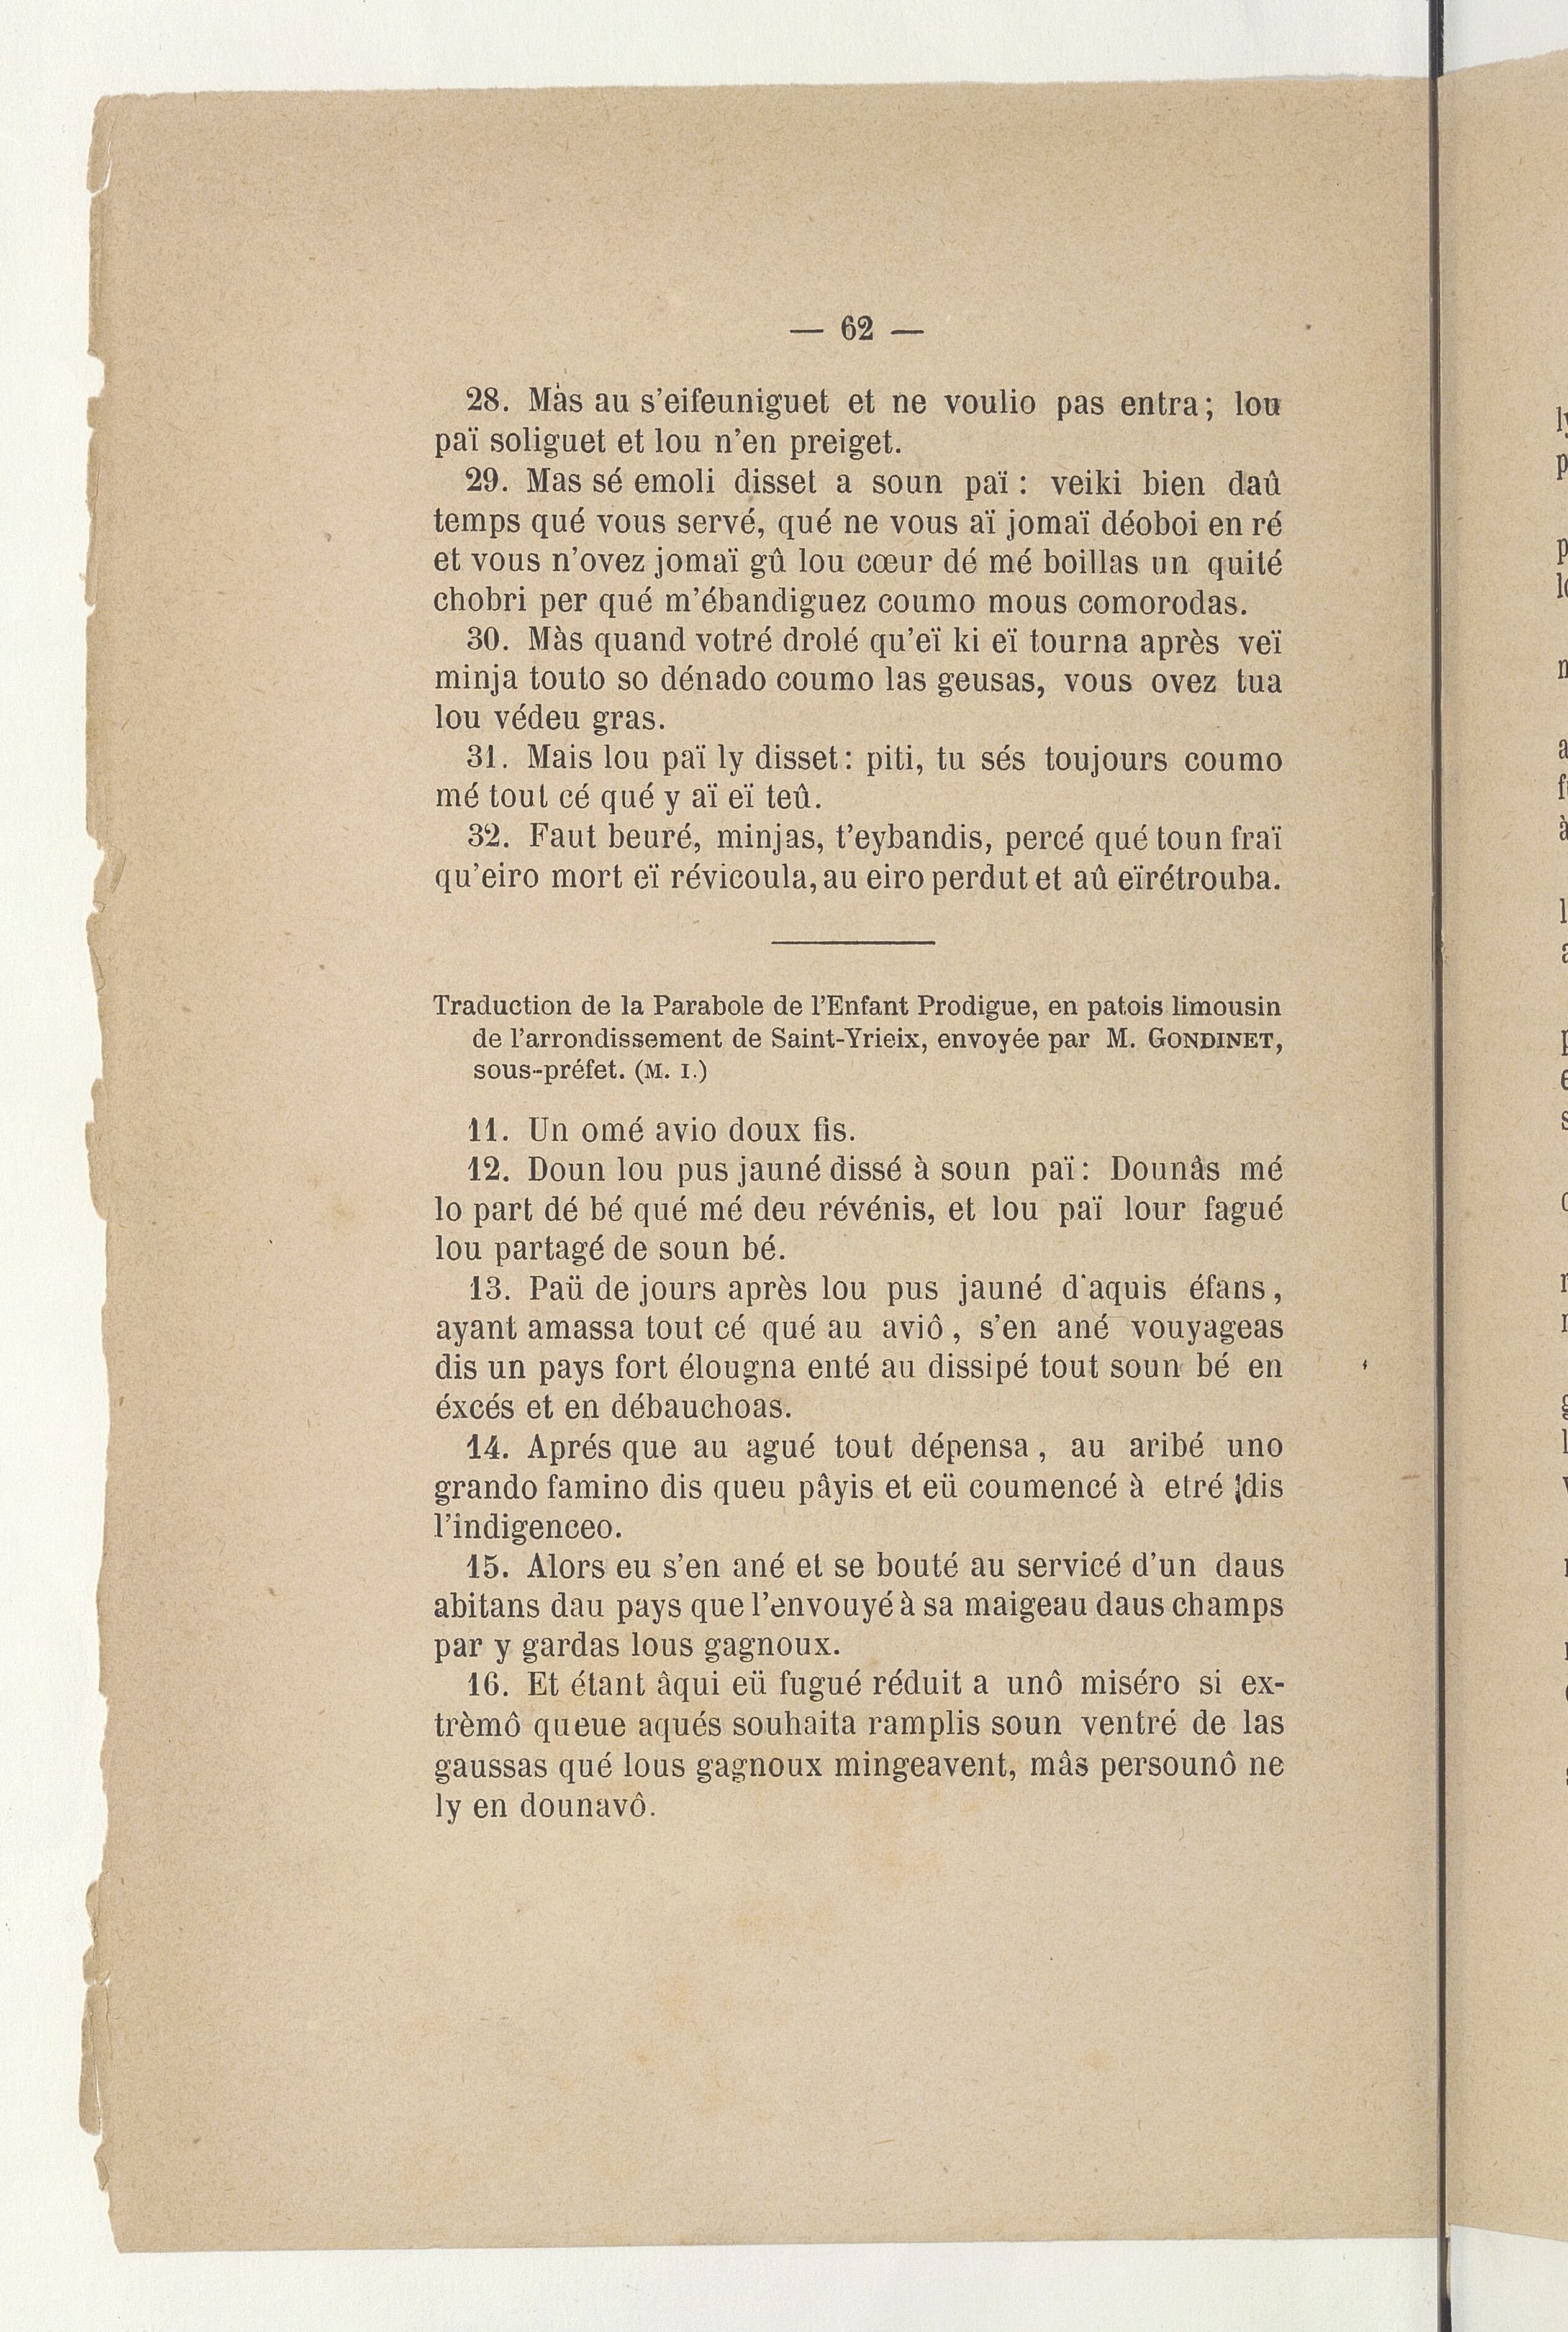 — 62 —
28. Màs au s'eifeuniguet et ne voulio pas entra; lou
paï soliguet et lou n'en preiget.
29. Mas sé emoli disset a soun paï : veiki bien daû
temps qué vous servé, qué ne vous aï jomaï déoboi en ré
et vous n'ovez jomaï gû lou cœur dé mé boillas un quité
chobri per qué m'ébandiguez coumo mous comorodas.
30. Màs quand votré drolé qu'eï ki eï tourna après veï
minja touto so dénado coumo las geusas, vous ovez tua
lou védeu gras.
31. Mais lou paï ly disset : piti, tu sés toujours coumo
mé tout cé qué y aï eï teû.
32. Faut beuré, minjas, t'eybandis, percé qué toun fraï
qu'eiro mort eï révicoula, au eiro perdut et aû eïrétrouba.
Traduction de la Parabole de l'Enfant Prodigue, en patois limousin
de l'arrondissement de Saint-Yrieix, envoyée par M. GONDINET,
sous-préfet. (M. I.)
11. Un omé avio doux fis.
12. Doun lou pus jauné dissé à soun paï : Dounâs mé
lo part dé bé qué mé deu révénis, et lou paï lour fagué
lou partagé de soun bé.
13. Paü de jours après lou pus jauné d'aquis éfans,
ayant amassa tout cé qué au aviô, s'en ané vouyageas
dis un pays fort élougna enté au dissipé tout soun bé en
éxcés et en débauchoas.
14. Aprés que au agué tout dépensa, au aribé uno
grando famino dis queu pâyis et eü coumencé à etré dis
l'indigenceo.
15. Alors eu s'en ané et se bouté au servicé d'un daus
abitans dau pays que l'envouyé à sa maigeau daus champs
par y gardas lous gagnoux.
16. Et étant âqui eü fugué réduit a unô miséro si ex-
trèmô queue aqués souhaita ramplis soun ventré de las
gaussas qué lous gagnoux mingeavent, mâs persounô ne
ly en dounavô.